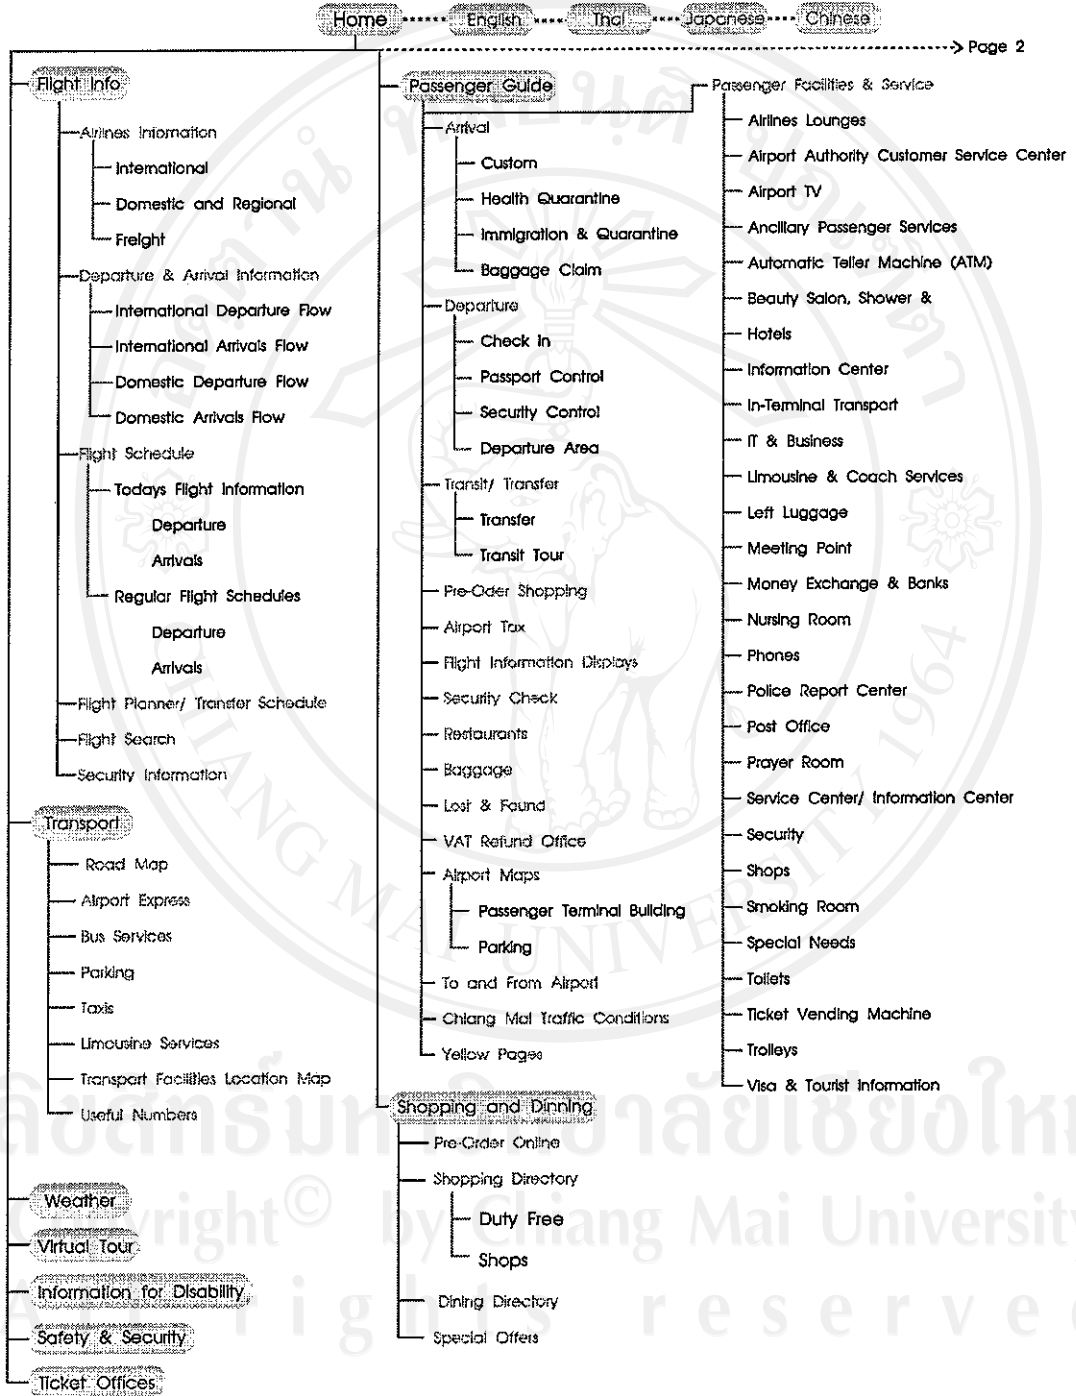 Home English Thai Japanese Chinese
Page 2
Flight Info
Airlines Information
International
Domestic and Regional
Freight
Departure & Arrival Information
International Departure Flow
International Arrivals Flow
Domestic Departure Flow
Domestic Arrivals Flow
Flight Schedule
Todays Flight Information
Departure
Arrivals
Regular Flight Schedules
Departure
Arrivals
Flight Planner/ Transfer Schedule
Flight Search
Security Information
Transport
Road Map
Airport Express
Bus Services
Parking
Taxis
Limousine Services
Transport Facilities Location Map
Useful Numbers
Weather
Virtual Tour
Information for Disability
Safety & Security
Ticket Offices
Passenger Guide
Arrival
Custom
Health Quarantine
Immigration & Quarantine
Baggage Claim
Departure
Check In
Passport Control
Security Control
Departure Area
Transit/ Transfer
Transfer
Transit Tour
Pre-Oder Shopping
Airport Tax
Flight Information Displays
Security Check
Restaurants
Baggage
Lost & Found
VAT Refund Office
Airport Maps
Passenger Terminal Building
Parking
To and From Airport
Chiang Mai Traffic Conditions
Yellow Pages
Shopping and Dinning
Pre-Order Online
Shopping Directory
Duty Free
Shops
Dining Directory
Special Offers
Passenger Facilities & Service
Airlines Lounges
Airport Authority Customer Service Center
Airport TV
Ancillary Passenger Services
Automatic Teller Machine (ATM)
Beauty Salon, Shower &
Hotels
Information Center
In-Terminal Transport
IT & Business
Limousine & Coach Services
Left Luggage
Meeting Point
Money Exchange & Banks
Nursing Room
Phones
Police Report Center
Post Office
Prayer Room
Service Center/ Information Center
Security
Shops
Smoking Room
Special Needs
Toilets
Ticket Vending Machine
Trolleys
Visa & Tourist Information
CHIANG MAI UNIVERSITY 1964
© by Chiang Mai University
rights reserved